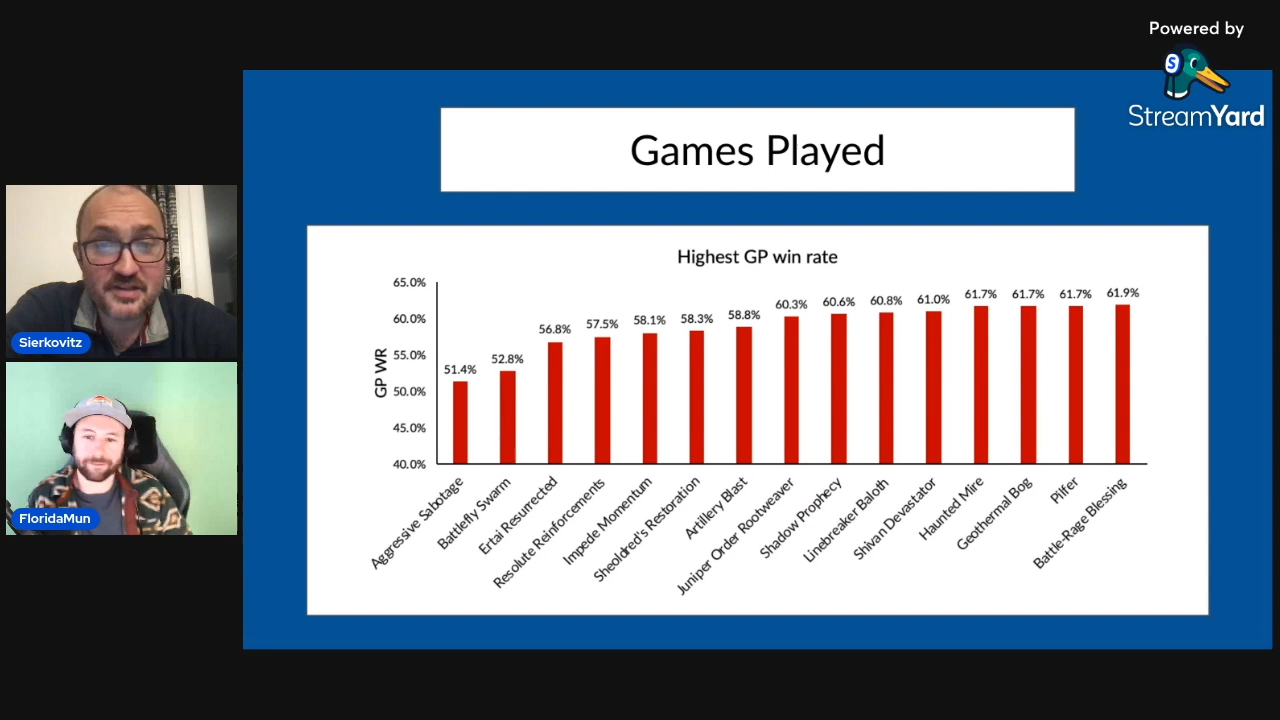 Powered by
StreamYard
Games Played
Highest GP win rate
GP WR
65.0%
60.0%
55.0%
50.0%
45.0%
40.0%
51.4%
52.8%
56.8%
57.5%
58.1%
58.3%
58.8%
60.3%
60.6%
60.8%
61.0%
61.7%
61.7%
61.7%
61.9%
Aggressive Sabotage
Battlefly Swarm
Ertai Resurrected
Resolute Reinforcements
Impede Momentum
Sheoldred's Restoration
Artillery Blast
Juniper Order Rootweaver
Shadow Prophecy
Linebreaker Baloth
Shivan Devastator
Haunted Mire
Geothermal Bog
Pilfer
Battle-Rage Blessing
Sierkovitz
FloridaMun
S